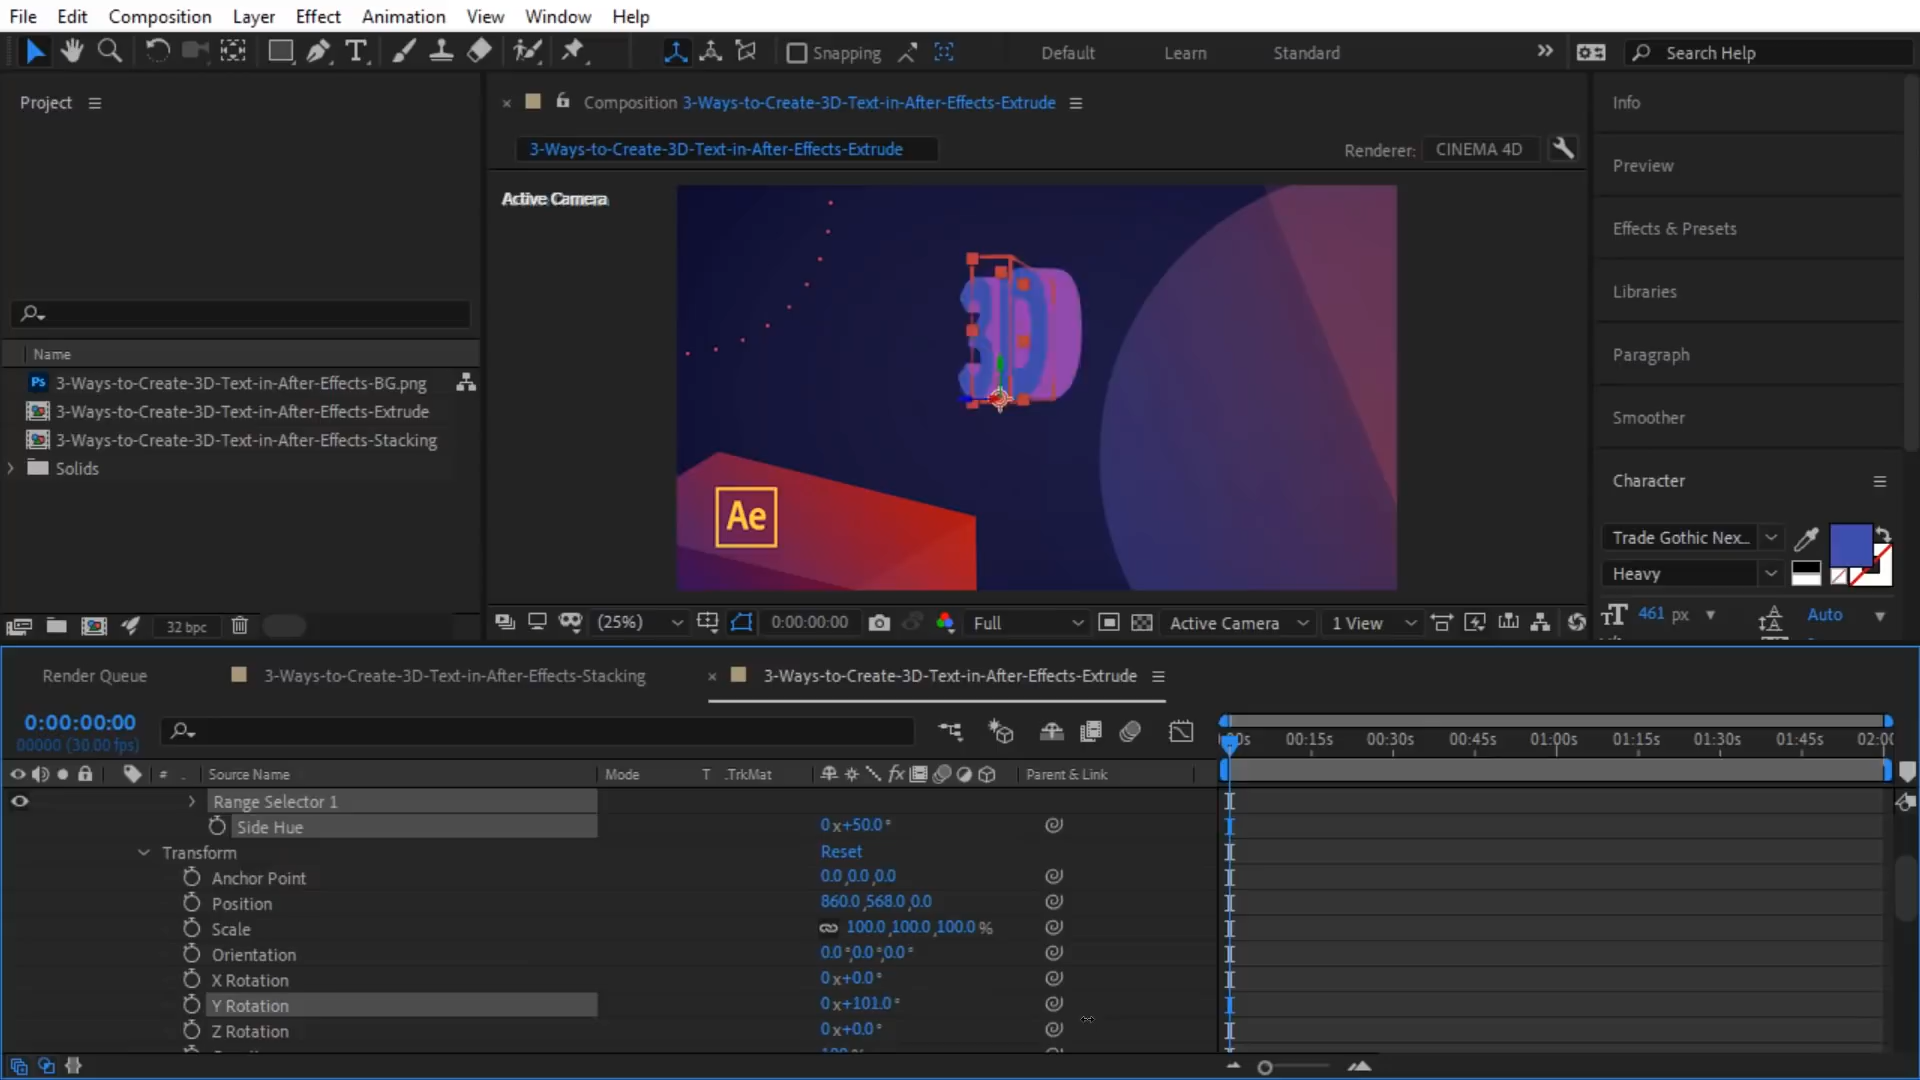 File Edit Composition Layer Effect Animation View Window Help
Snapping Default Learn Standard Search Help
Project
Composition 3-Ways-to-Create-3D-Text-in-After-Effects-Extrude
3-Ways-to-Create-3D-Text-in-After-Effects-Extrude
Renderer: CINEMA 4D
Active Camera
3D
Ae
Name
Ps 3-Ways-to-Create-3D-Text-in-After-Effects-BG.png
3-Ways-to-Create-3D-Text-in-After-Effects-Extrude
3-Ways-to-Create-3D-Text-in-After-Effects-Stacking
Solids
32 bpc
(25%) 0:00:00:00 Full Active Camera 1 View
Info
Preview
Effects & Presets
Libraries
Paragraph
Smoother
Character
Trade Gothic Nex...
Heavy
461 px Auto
Render Queue 3-Ways-to-Create-3D-Text-in-After-Effects-Stacking 3-Ways-to-Create-3D-Text-in-After-Effects-Extrude
0:00:00:00
00000 (30.00 fps)
00:15s 00:30s 00:45s 01:00s 01:15s 01:30s 01:45s
# Source Name Mode T .TrkMat fx Parent & Link
Range Selector 1
Side Hue 0 x+50.0 °
Transform Reset
Anchor Point 0.0,0.0,0.0
Position 860.0,568.0,0.0
Scale 100.0,100.0,100.0 %
Orientation 0.0 °,0.0 °,0.0 °
X Rotation 0 x+0.0 °
Y Rotation 0 x+101.0 °
Z Rotation 0 x+0.0 °